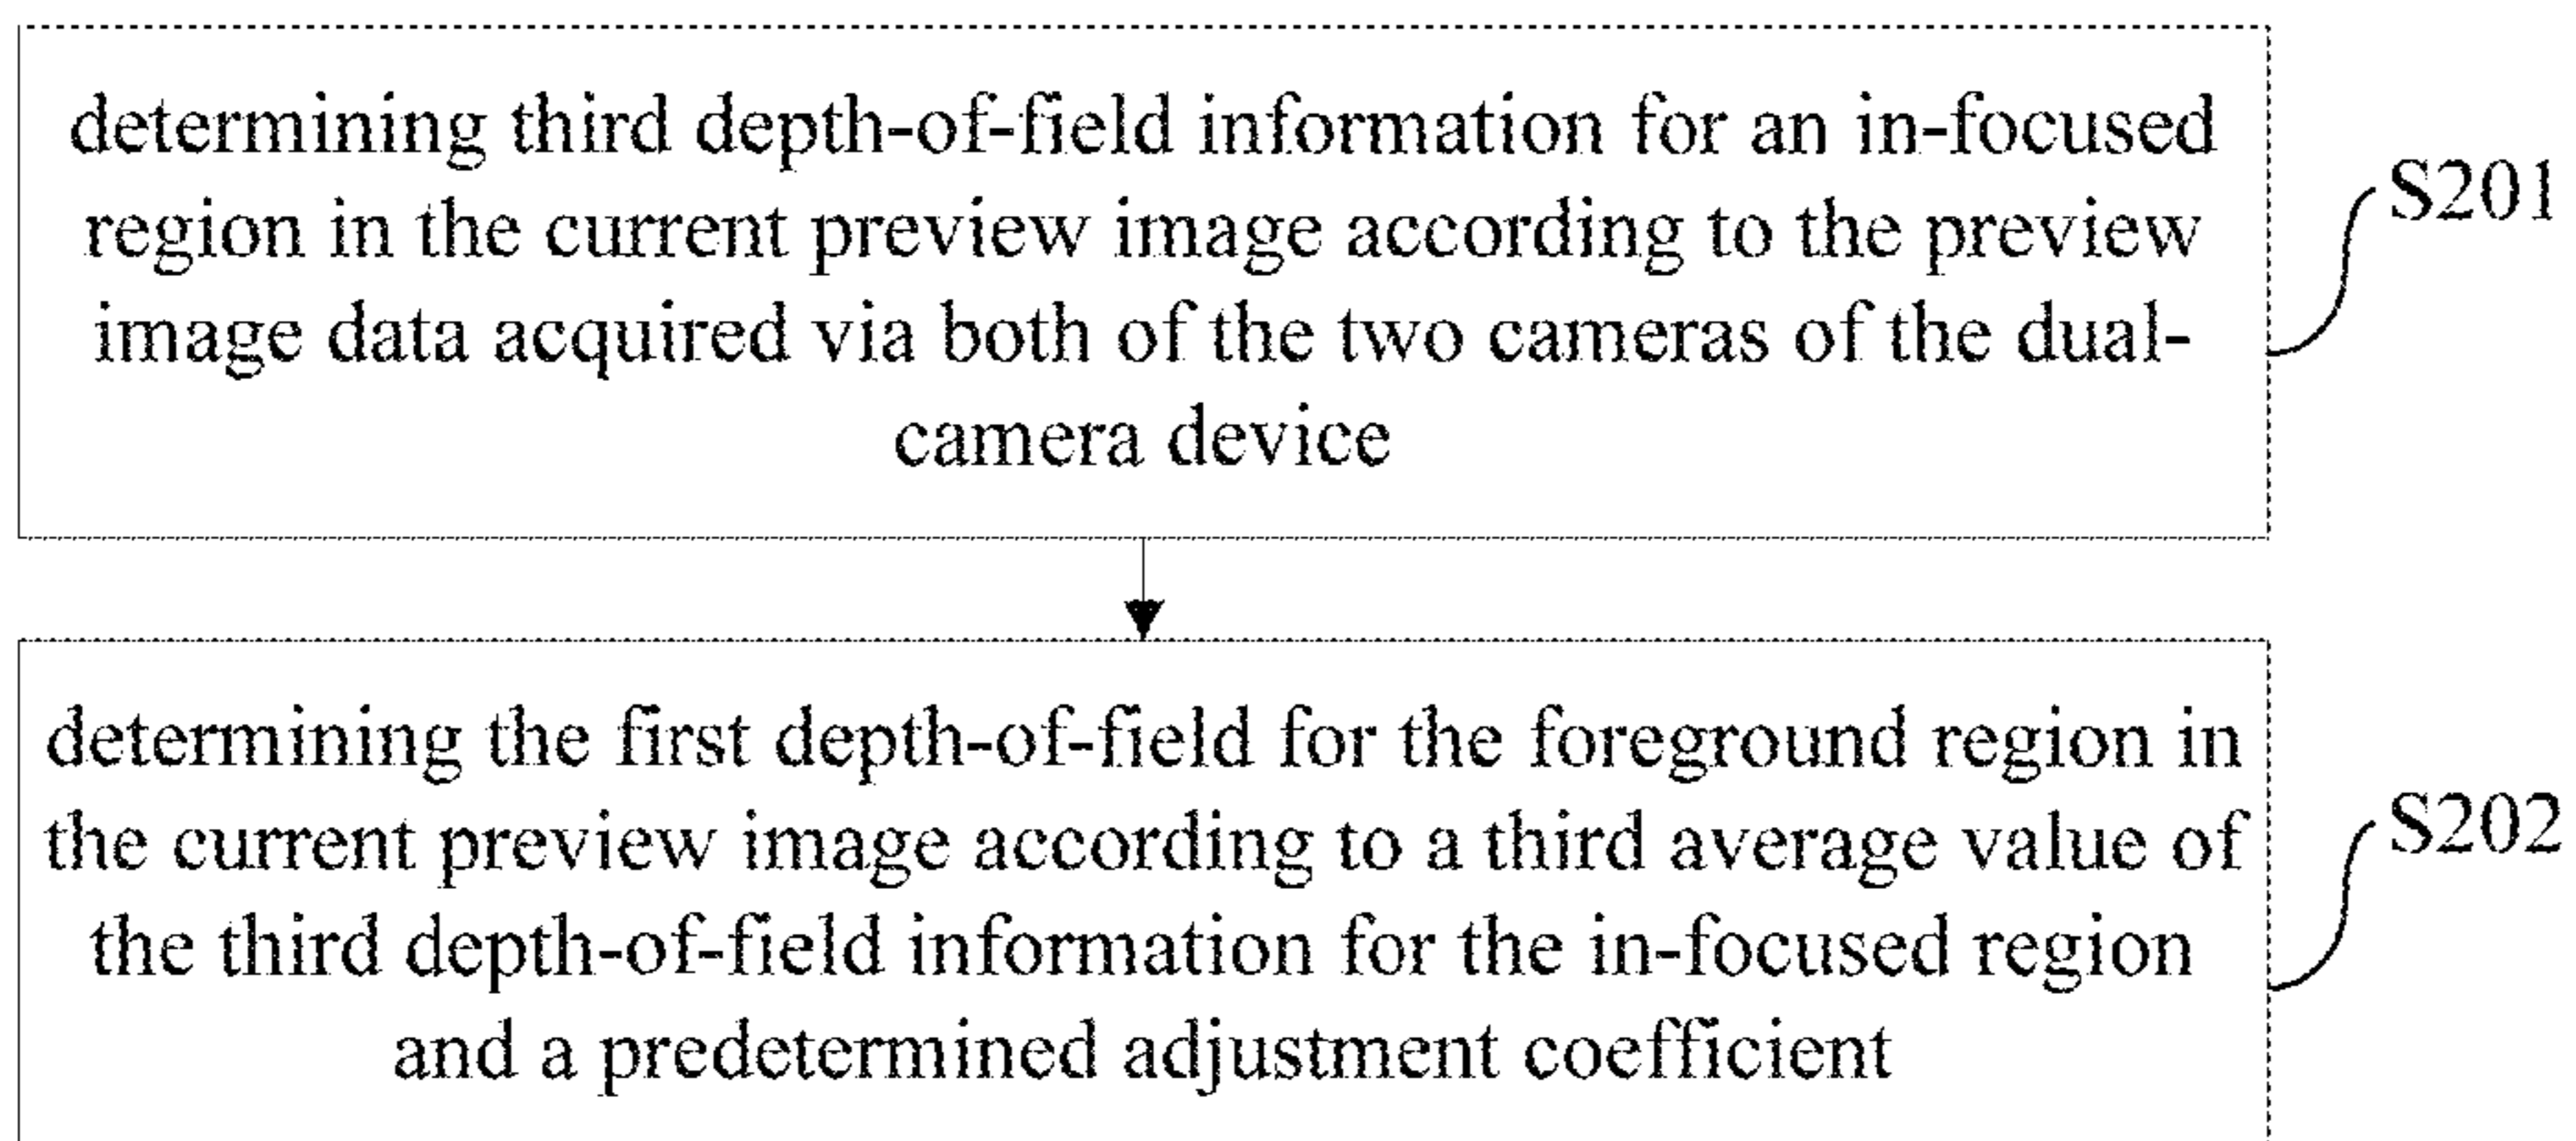 determining third depth-of-field information for an in-focused
region in the current preview image according to the preview
image data acquired via both of the two cameras of the dual-
camera device
S201
determining the first depth-of-field for the foreground region in
the current preview image according to a third average value of
the third depth-of-field information for the in-focused region
and a predetermined adjustment coefficient
S202